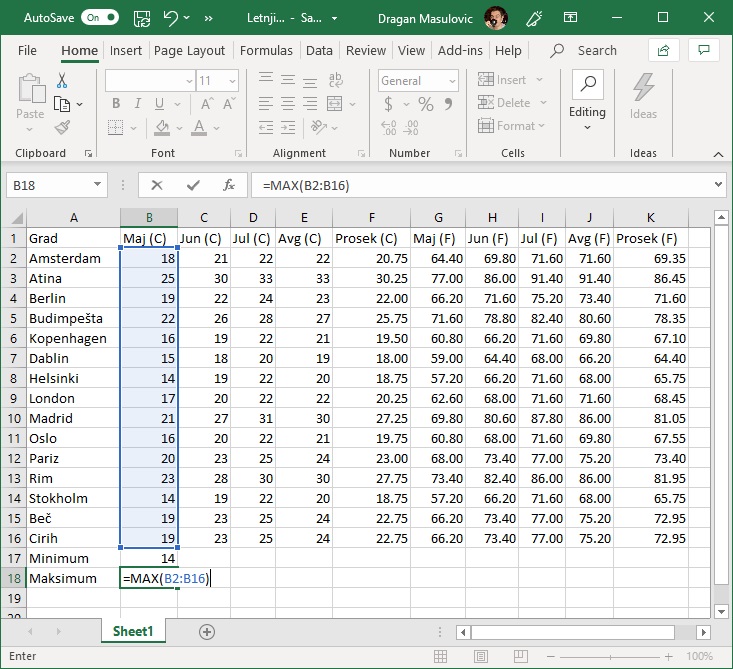 AutoSave On » Letnji... - Sa... Dragan Masulovic
File Home Insert Page Layout Formulas Data Review View Add-ins Help Search
Paste B I U A A General $ % 9 Insert Delete Format Editing Ideas
11
ab
.00
Clipboard Font Alignment Number Cells Ideas
B18 fx =MAX(B2:B16)
A B C D E F G H I J K
1 Grad Maj (C) Jun (C) Jul (C) Avg (C) Prosek (C) Maj (F) Jun (F) Jul (F) Avg (F) Prosek (F)
2 Amsterdam 18 21 22 22 20.75 64.40 69.80 71.60 71.60 69.35
3 Atina 25 30 33 33 30.25 77.00 86.00 91.40 91.40 86.45
4 Berlin 19 22 24 23 22.00 66.20 71.60 75.20 73.40 71.60
5 Budimpešta 22 26 28 27 25.75 71.60 78.80 82.40 80.60 78.35
6 Kopenhagen 16 19 22 21 19.50 60.80 66.20 71.60 69.80 67.10
7 Dablin 15 18 20 19 18.00 59.00 64.40 68.00 66.20 64.40
8 Helsinki 14 19 22 20 18.75 57.20 66.20 71.60 68.00 65.75
9 London 17 20 22 22 20.25 62.60 68.00 71.60 71.60 68.45
10 Madrid 21 27 31 30 27.25 69.80 80.60 87.80 86.00 81.05
11 Oslo 16 20 22 21 19.75 60.80 68.00 71.60 69.80 67.55
12 Pariz 20 23 25 24 23.00 68.00 73.40 77.00 75.20 73.40
13 Rim 23 28 30 30 27.75 73.40 82.40 86.00 86.00 81.95
14 Stokholm 14 19 22 20 18.75 57.20 66.20 71.60 68.00 65.75
15 Beč 19 23 25 24 22.75 66.20 73.40 77.00 75.20 72.95
16 Cirih 19 23 25 24 22.75 66.20 73.40 77.00 75.20 72.95
17 Minimum 14
18 Maksimum =MAX(B2:B16)
19
20
Sheet1
Enter 100%